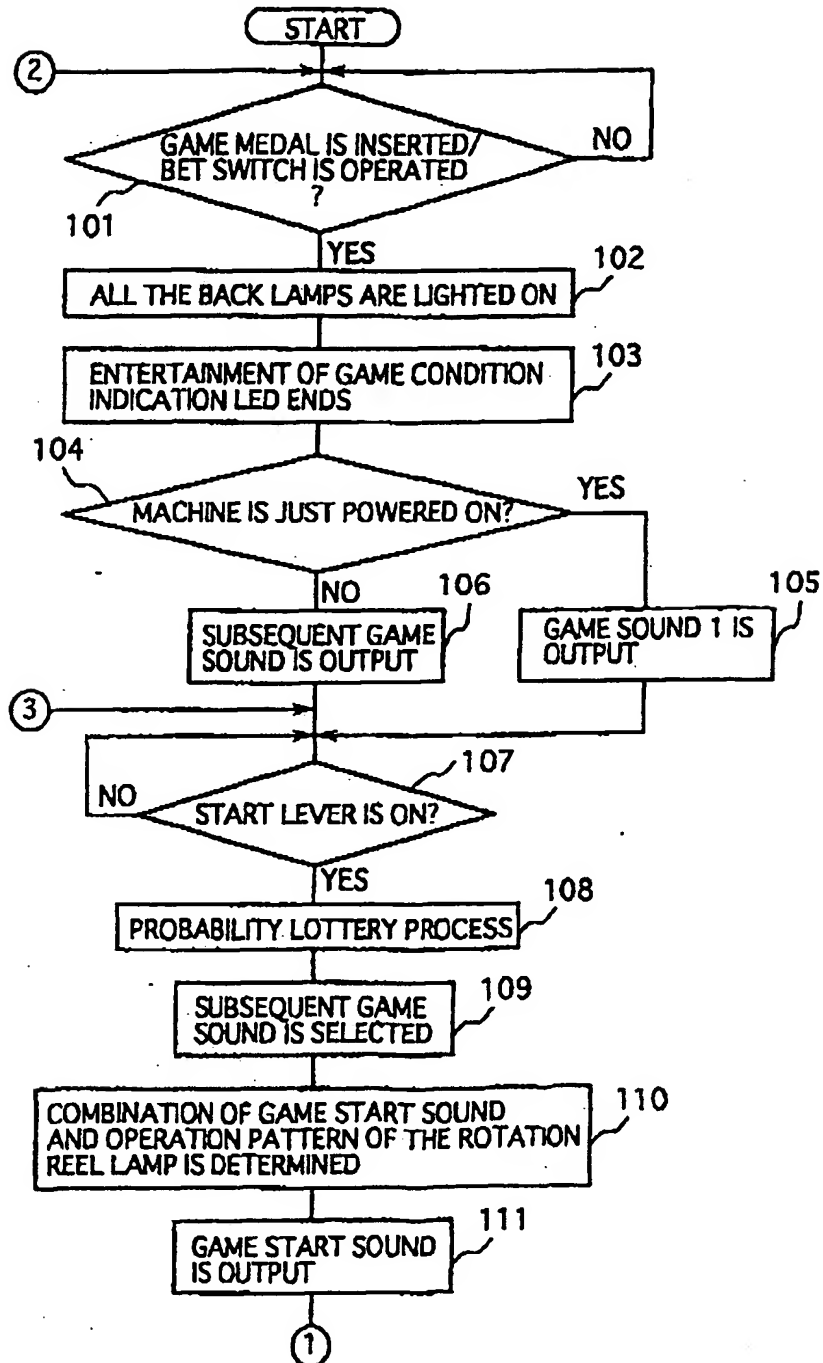 START
2
GAME MEDAL IS INSERTED/
BET SWITCH IS OPERATED
?
NO
101
YES
102
ALL THE BACK LAMPS ARE LIGHTED ON
103
ENTERTAINMENT OF GAME CONDITION
INDICATION LED ENDS
104
MACHINE IS JUST POWERED ON?
YES
NO
106
105
SUBSEQUENT GAME
SOUND IS OUTPUT
GAME SOUND 1 IS
OUTPUT
3
107
NO
START LEVER IS ON?
YES
108
PROBABILITY LOTTERY PROCESS
109
SUBSEQUENT GAME
SOUND IS SELECTED
110
COMBINATION OF GAME START SOUND
AND OPERATION PATTERN OF THE ROTATION
REEL LAMP IS DETERMINED
111
GAME START SOUND
IS OUTPUT
1